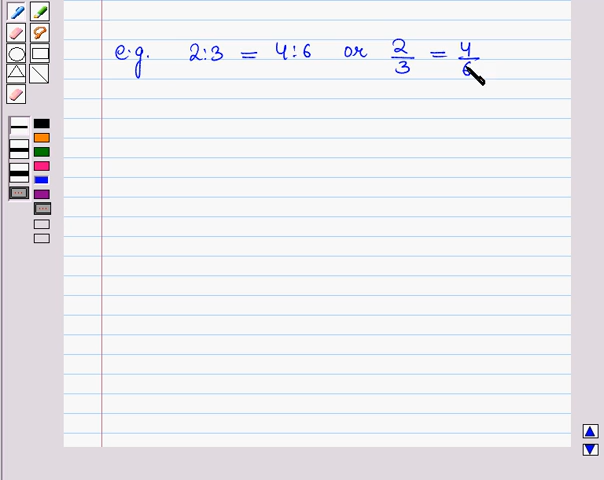 e.g. 2:3 = 4:6 or 2/3 = 4/6